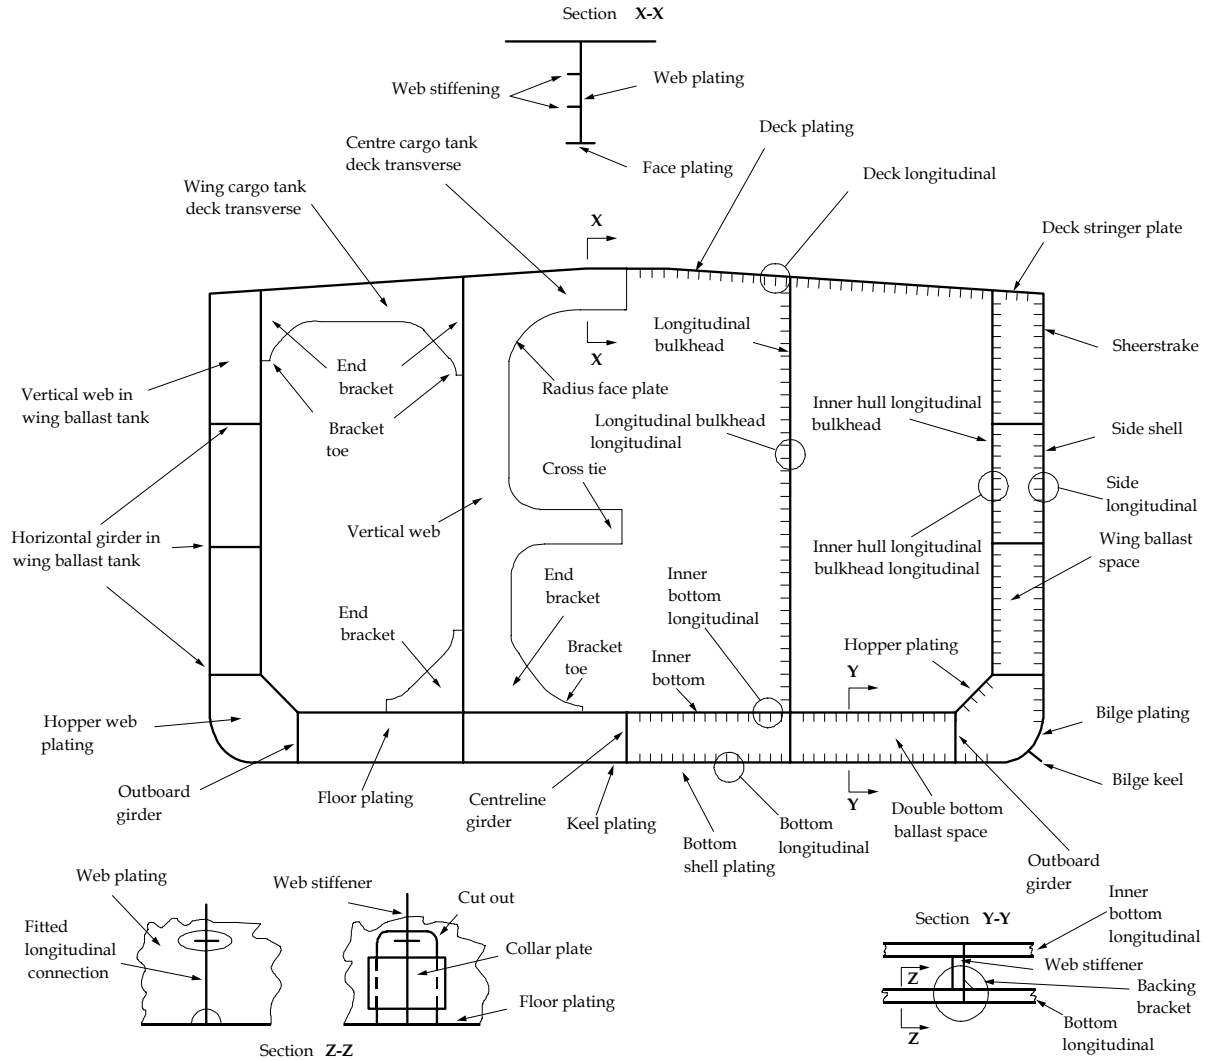 Section X-X
Web stiffening
Web plating
Face plating
Centre cargo tank
deck transverse
Deck plating
Deck longitudinal
Wing cargo tank
deck transverse
Deck stringer plate
X
X
Longitudinal
bulkhead
Sheerstrake
End
bracket
Radius face plate
Vertical web in
wing ballast tank
Bracket
toe
Longitudinal bulkhead
longitudinal
Inner hull longitudinal
bulkhead
Side shell
Cross tie
Side
longitudinal
Vertical web
Horizontal girder in
wing ballast tank
Inner hull longitudinal
bulkhead longitudinal
Wing ballast
space
End
bracket
End
bracket
Inner
bottom
longitudinal
Bracket
toe
Inner
bottom
Hopper plating
Y
Hopper web
plating
Bilge plating
Outboard
girder
Floor plating
Centreline
girder
Keel plating
Bottom
shell plating
Bottom
longitudinal
Y
Double bottom
ballast space
Bilge keel
Outboard
girder
Web plating
Web stiffener
Cut out
Fitted
longitudinal
connection
Collar plate
Floor plating
Section Z-Z
Section Y-Y
Inner
bottom
longitudinal
Web stiffener
Z
Backing
bracket
Z
Bottom
longitudinal